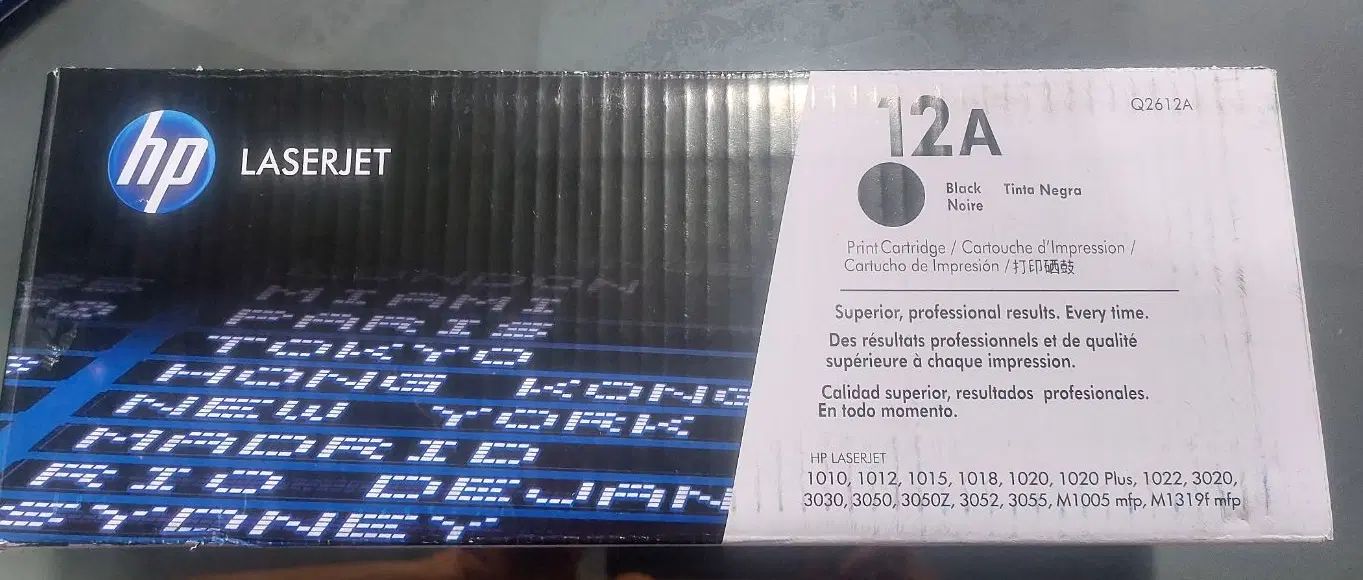 hp LASERJET
LONDON
MIAMI
PARIS
TOKYO
HONG KONG
NEW YORK
MADRID
RIO DEJAN
SYDNEY
12A
Q2612A
Black Tinta Negra
Noire
Print Cartridge / Cartouche d'Impression /
Cartucho de Impresión /打印硒鼓
Superior, professional results. Every time.
Des résultats professionnels et de qualité
supérieure à chaque impression.
Calidad superior, resultados profesionales.
En todo momento.
HP LASERJET
1010, 1012, 1015, 1018, 1020, 1020 Plus, 1022, 3020,
3030, 3050, 3050Z, 3052, 3055, M1005 mfp, M1319f mfp